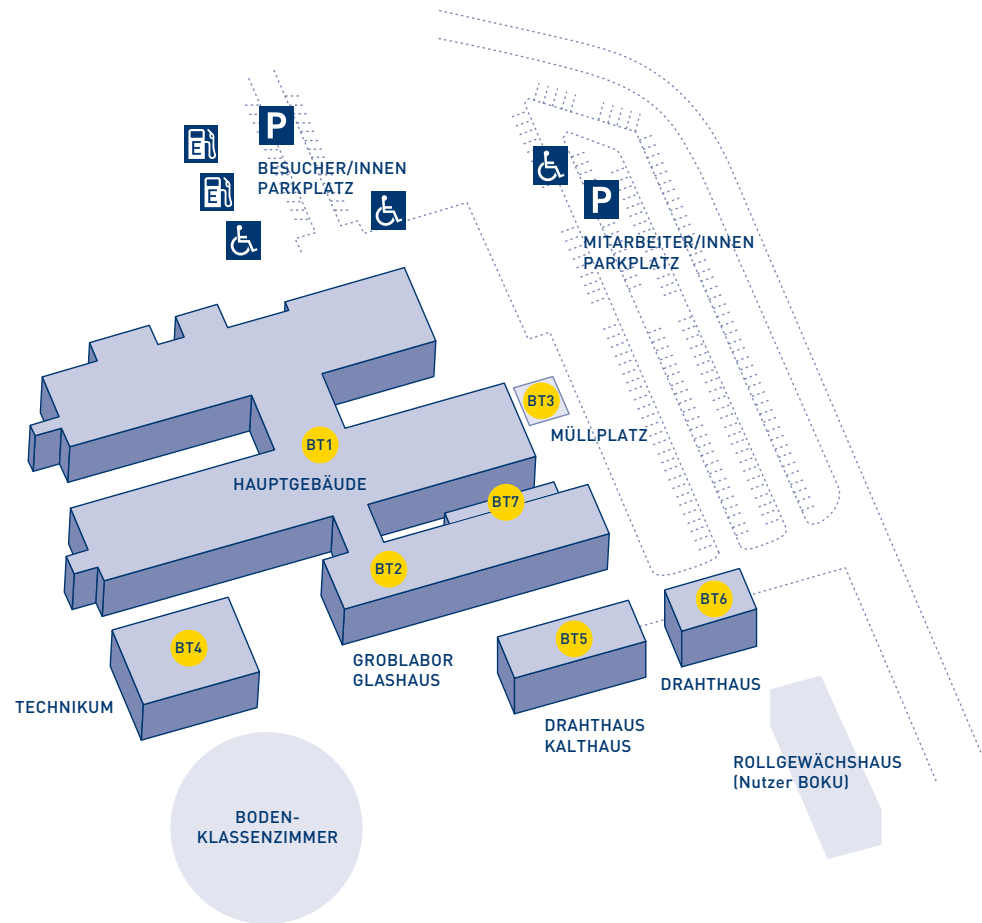 P
E
BESUCHER/INNEN
PARKPLATZ
E
P
MITARBEITER/INNEN
PARKPLATZ
BT3
MÜLLPLATZ
BT1
HAUPTGEBÄUDE
BT7
BT2
GROBLABOR
GLASHAUS
BT6
DRAHTHAUS
BT5
DRAHTHAUS
KALTHAUS
BT4
TECHNIKUM
ROLLGEWÄCHSHAUS
(Nutzer BOKU)
BODEN-
KLASSENZIMMER